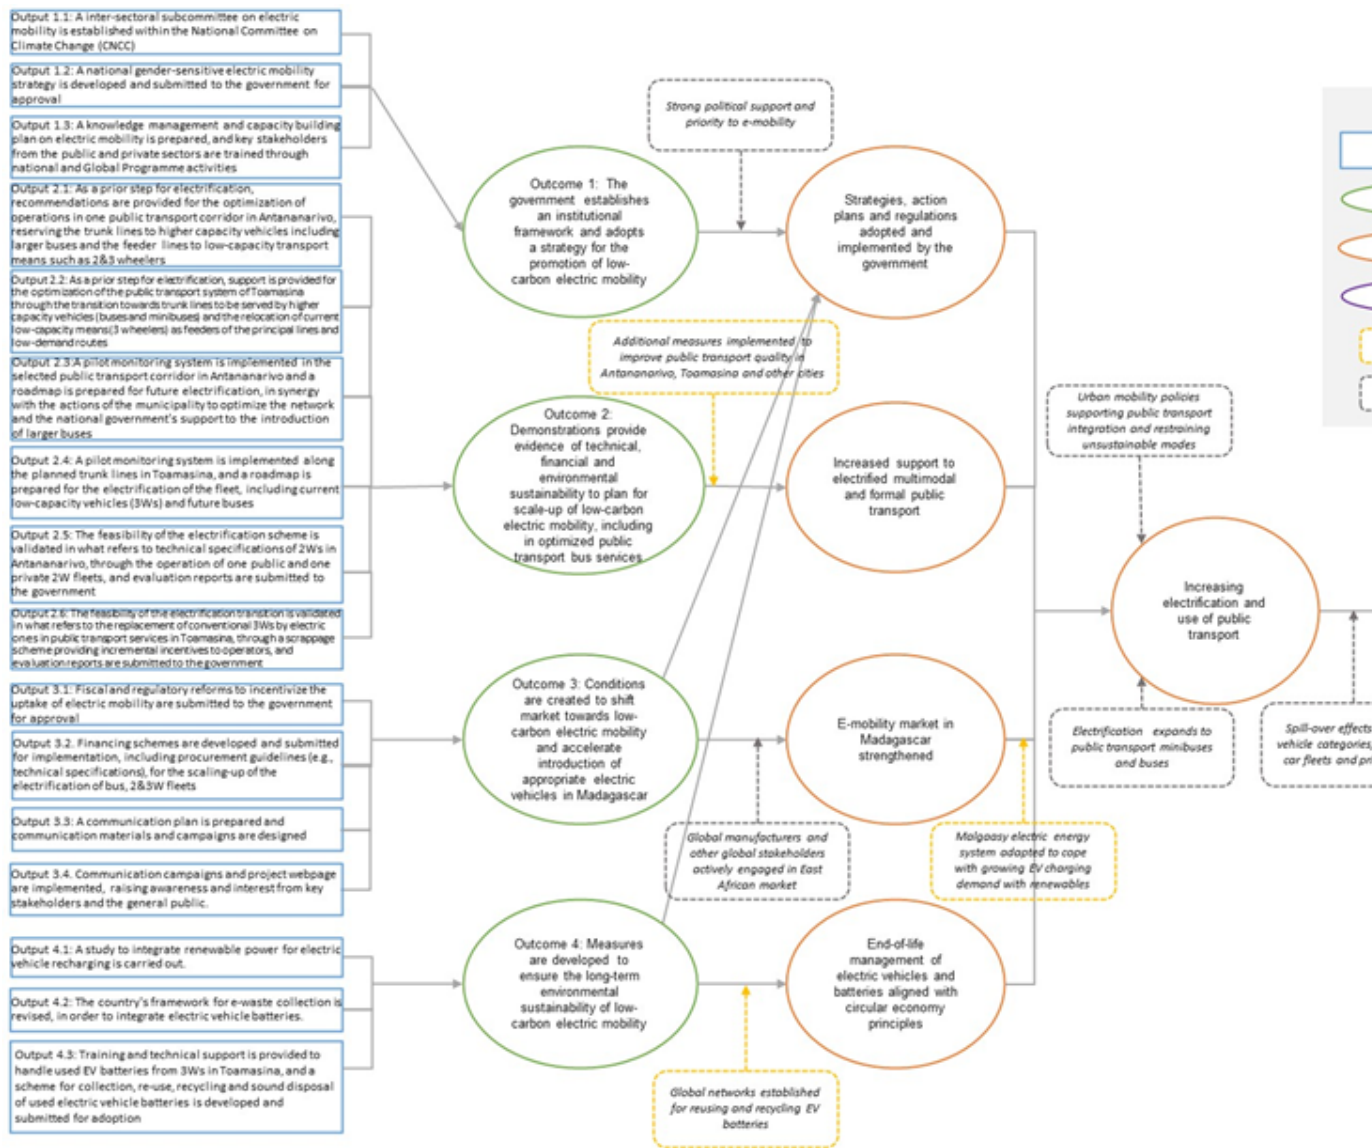 Output 1.1: A inter-sectoral subcommittee on electric
mobility is established within the National Committee on
Climate Change (CNCC)
Output 1.2: A national gender-sensitive electric mobility
strategy is developed and submitted to the government for
approval
Output 1.3: A knowledge management and capacity building
plan on electric mobility is prepared, and key stakeholders
from the public and private sectors are trained through
national and Global Programme activities
Output 2.1: As a prior step for electrification,
recommendations are provided for the optimization of
operations in one public transport corridor in Antananarivo,
reserving the trunk lines to higher capacity vehicles including
larger buses and the feeder lines to low-capacity transport
means such as 2&3 wheelers
Output 2.2: As a prior step for electrification, support is provided for
the optimization of the public transport system of Toamasina
through the transition towards trunk lines to be served by higher
capacity vehicles (buses and minibuses) and the relocation of current
low-capacity means (3 wheelers) as feeders of the principal lines and
low-demand routes
Output 2.3:A pilot monitoring system is implemented in the
selected public transport corridor in Antananarivo and a
roadmap is prepared for future electrification, in synergy
with the actions of the municipality to optimize the network
and the national government's support to the introduction
of larger buses
Output 2.4: A pilot monitoring system is implemented along
the planned trunk lines in Toamasina, and a roadmap is
prepared for the electrification of the fleet, including current
low-capacity vehicles (3Ws) and future buses
Output 2.5: The feasibility of the electrification scheme is
validated in what refers to technical specifications of 2Ws in
Antananarivo, through the operation of one public and one
private 2W fleets, and evaluation reports are submitted to
the government
Output 2.6: The feasibility of the electrification transition is validated
in what refers to the replacement of conventional 3Ws by electric
ones in public transport services in Toamasina, through a scrappage
scheme providing incremental incentives to operators, and
evaluation reports are submitted to the government
Output 3.1: Fiscal and regulatory reforms to incentivize the
uptake of electric mobility are submitted to the government
for approval
Output 3.2. Financing schemes are developed and submitted
for implementation, including procurement guidelines (e.g.,
technical specifications), for the scaling-up of the
electrification of bus, 2&3W fleets
Output 3.3: A communication plan is prepared and
communication materials and campaigns are designed
Output 3.4. Communication campaigns and project webpage
are implemented, raising awareness and interest from key
stakeholders and the general public.
Output 4.1: A study to integrate renewable power for electric
vehicle recharging is carried out.
Output 4.2: The country's framework for e-waste collection is
revised, in order to integrate electric vehicle batteries.
Output 4.3: Training and technical support is provided to
handle used EV batteries from 3Ws in Toamasina, and a
scheme for collection, re-use, recycling and sound disposal
of used electric vehicle batteries is developed and
submitted for adoption
Outcome 1: The
government establishes
an institutional
framework and adopts
a strategy for the
promotion of low-
carbon electric mobility
Outcome 2:
Demonstrations provide
evidence of technical,
financial and
environmental
sustainability to plan for
scale-up of low-carbon
electric mobility, including
in optimized public
transport bus services
Outcome 3: Conditions
are created to shift
market towards low-
carbon electric mobility
and accelerate
introduction of
appropriate electric
vehicles in Madagascar
Outcome 4: Measures
are developed to
ensure the long-term
environmental
sustainability of low-
carbon electric mobility
Strong political support and
priority to e-mobility
Additional measures implemented to
improve public transport quality in
Antananarivo, Toamasina and other cities
Global manufacturers and
other global stakeholders
actively engaged in East
African market
Global networks established
for reusing and recycling EV
batteries
Strategies, action
plans and regulations
adopted and
implemented by the
government
Increased support to
electrified multimodal
and formal public
transport
E-mobility market in
Madagascar
strengthened
End-of-life
management of
electric vehicles and
batteries aligned with
circular economy
principles
Malgaasy electric energy
system adapted to cope
with growing EV charging
demand with renewables
Urban mobility policies
supporting public transport
integration and restraining
unsustainable modes
Increasing
electrification and
use of public
transport
Electrification expands to
public transport minibuses
and buses
Spill-over effects
vehicle categories,
car fleets and pri